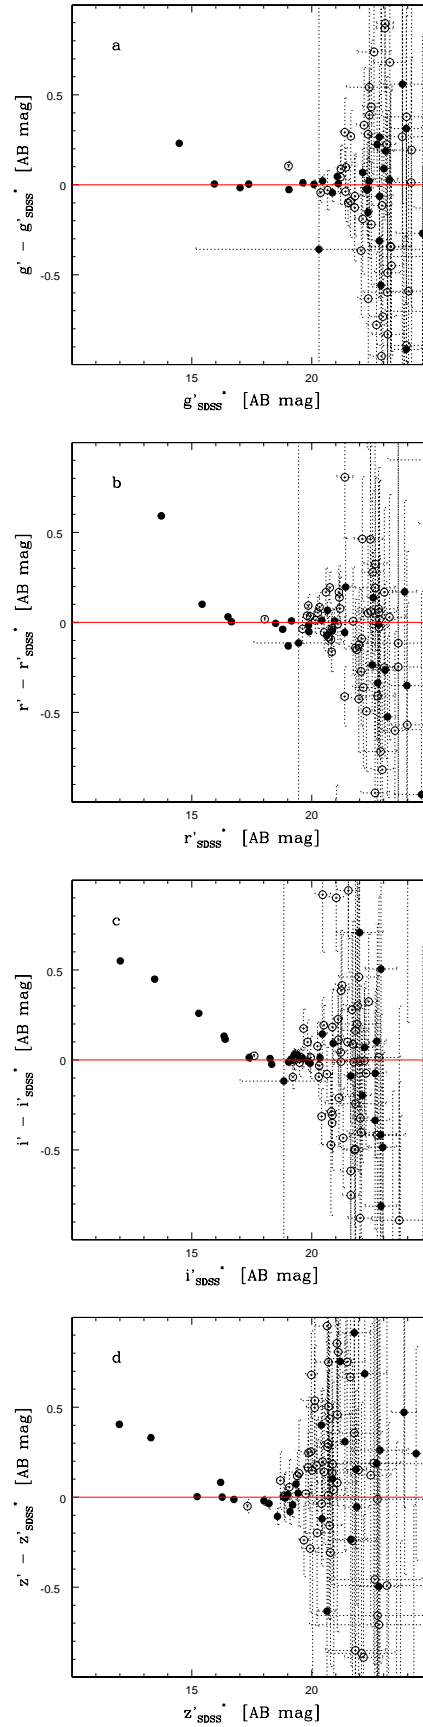 a
0.5
0
-0.5
g' - g'SDSS* [AB mag]
15 20
g'SDSS* [AB mag]
b
0.5
0
-0.5
r' - r'SDSS* [AB mag]
15 20
r'SDSS* [AB mag]
c
0.5
0
-0.5
i' - i'SDSS* [AB mag]
15 20
i'SDSS* [AB mag]
d
0.5
0
-0.5
z' - z'SDSS* [AB mag]
15 20
z'SDSS* [AB mag]